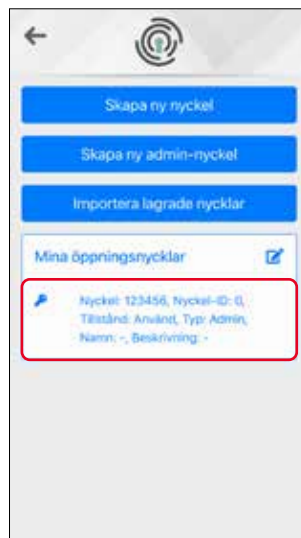 Skapa ny nyckel
Skapa ny admin-nyckel
Importera lagrade nycklar
Mina öppningsnycklar
Nyckel: 123456, Nyckel-ID: 0,
Tillstånd: Använt, Typ: Admin,
Namn: -, Beskrivning: -